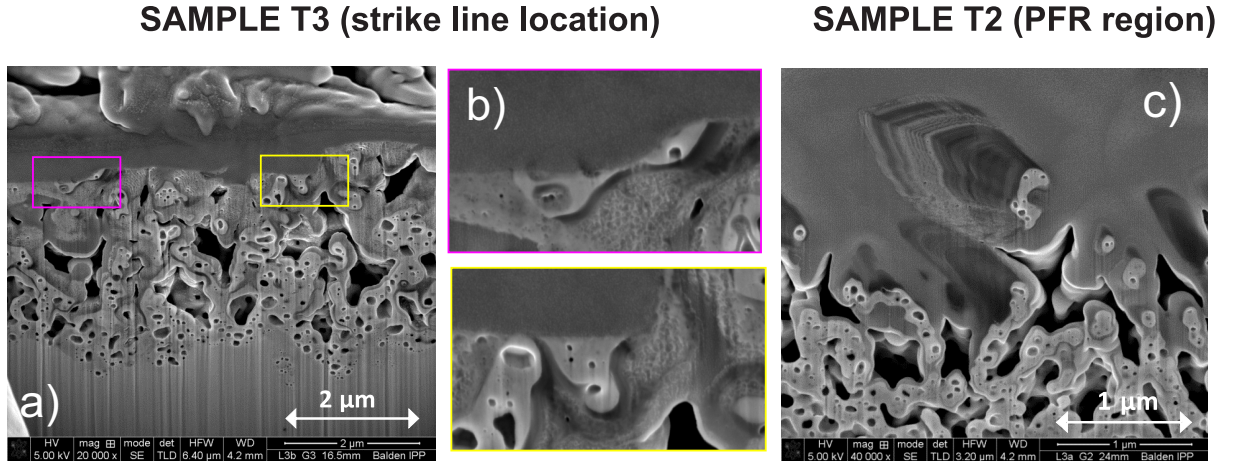 SAMPLE T3 (strike line location)
SAMPLE T2 (PFR region)
a)
2 µm
HV mag ⊞ mode det HFW WD
5.00 kV 20 000 x SE TLD 6.40 µm 4.2 mm
2 µm
L3b G3 16.5mm Balden IPP
b)
c)
1 µm
HV mag ⊞ mode det HFW WD
5.00 kV 40 000 x SE TLD 3.20 µm 4.2 mm
1 µm
L3a G2 24mm Balden IPP